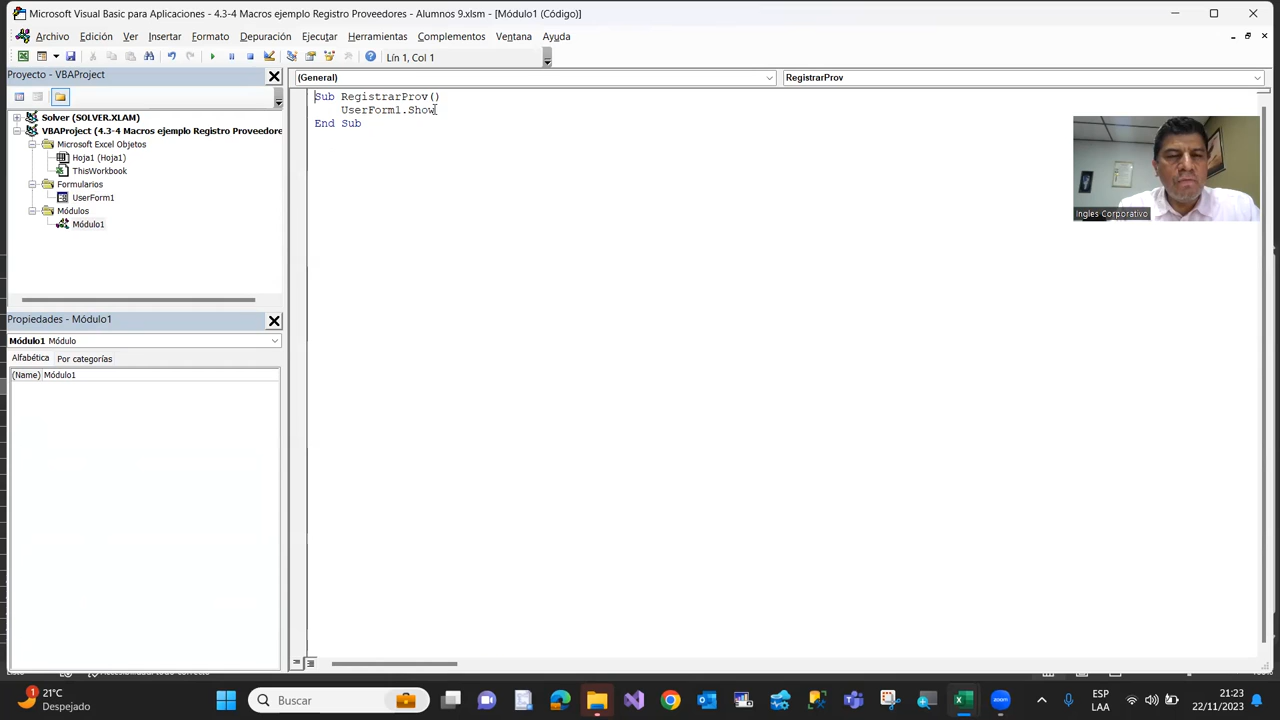 Microsoft Visual Basic para Aplicaciones - 4.3-4 Macros ejemplo Registro Proveedores - Alumnos 9.xlsm - [Módulo1 (Código)]
Archivo Edición Ver Insertar Formato Depuración Ejecutar Herramientas Complementos Ventana Ayuda
Lín 1, Col 1
Proyecto - VBAProject
Solver (SOLVER.XLAM)
VBAProject (4.3-4 Macros ejemplo Registro Proveedores
Microsoft Excel Objetos
Hoja1 (Hoja1)
ThisWorkbook
Formularios
UserForm1
Módulos
Módulo1
Propiedades - Módulo1
Módulo1 Módulo
Alfabética Por categorías
(Name) Módulo1
(General) RegistrarProv
Sub RegistrarProv()
UserForm1.Show
End Sub
Ingles Corporativo
21°C
Despejado
Buscar
ESP
LAA
21:23
22/11/2023